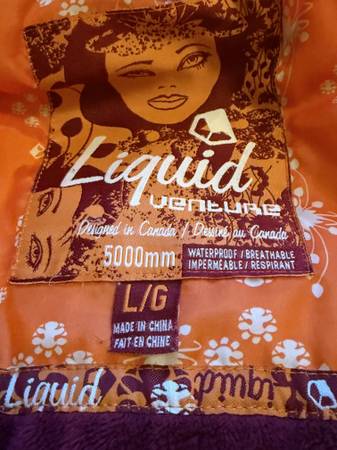 Liquid
venture
Designed in Canada / Dessiné au Canada
5000mm
WATERPROOF / BREATHABLE
IMPERMÉABLE / RESPIRANT
L/G
MADE IN CHINA
FAIT EN CHINE
Liquid Liquid